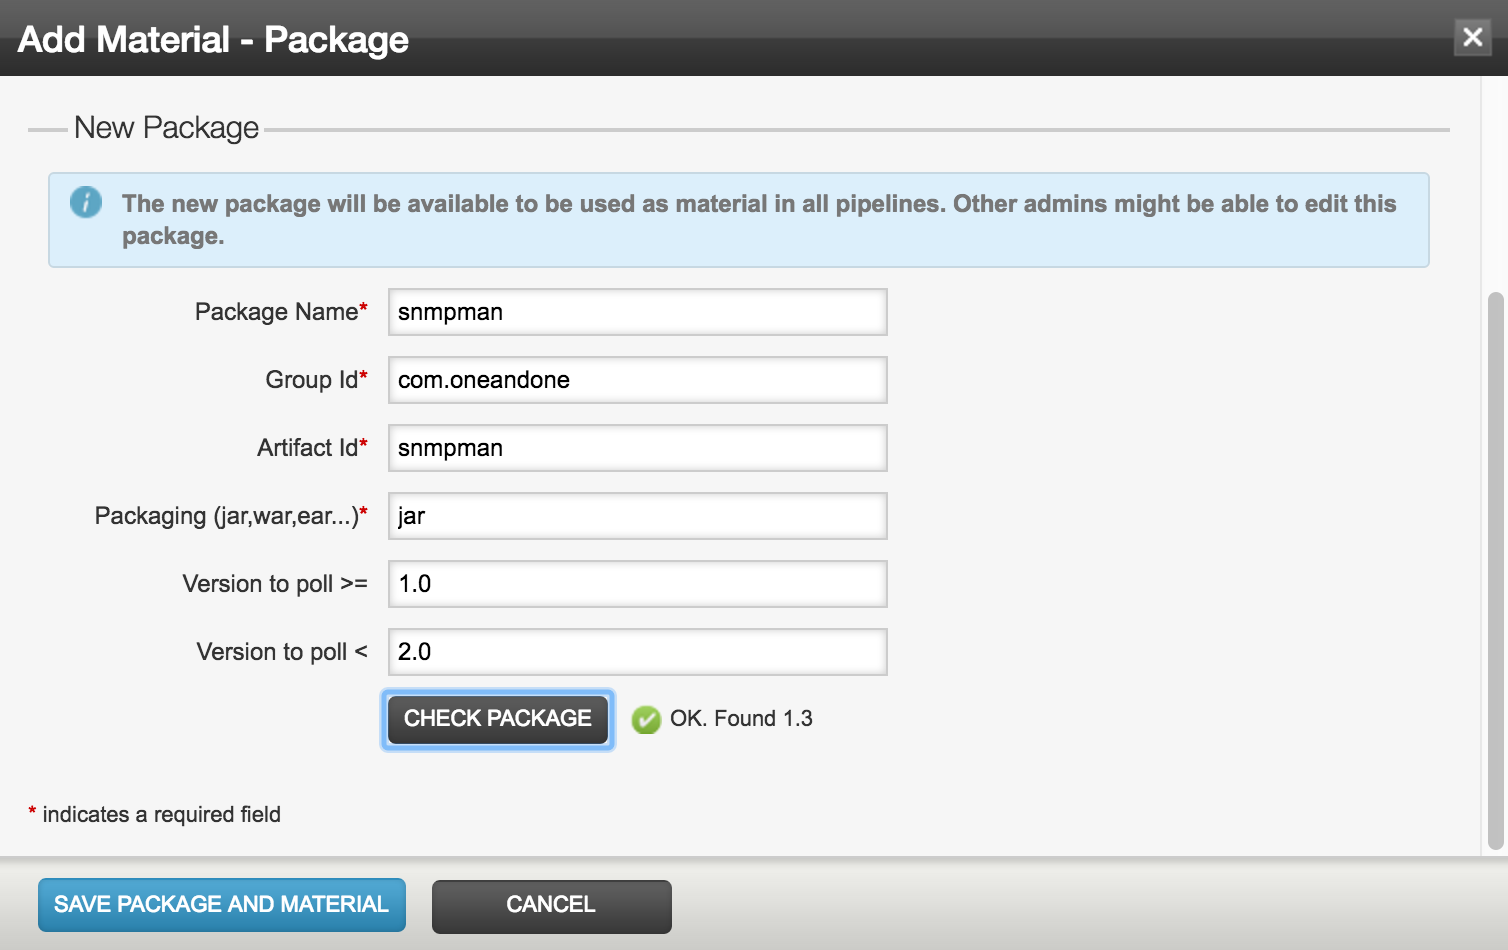 Add Material - Package
New Package
The new package will be available to be used as material in all pipelines. Other admins might be able to edit this
package.
Package Name* snmpman
Group Id* com.oneandone
Artifact Id* snmpman
Packaging (jar,war,ear...)* jar
Version to poll >= 1.0
Version to poll < 2.0
CHECK PACKAGE OK. Found 1.3
* indicates a required field
SAVE PACKAGE AND MATERIAL CANCEL